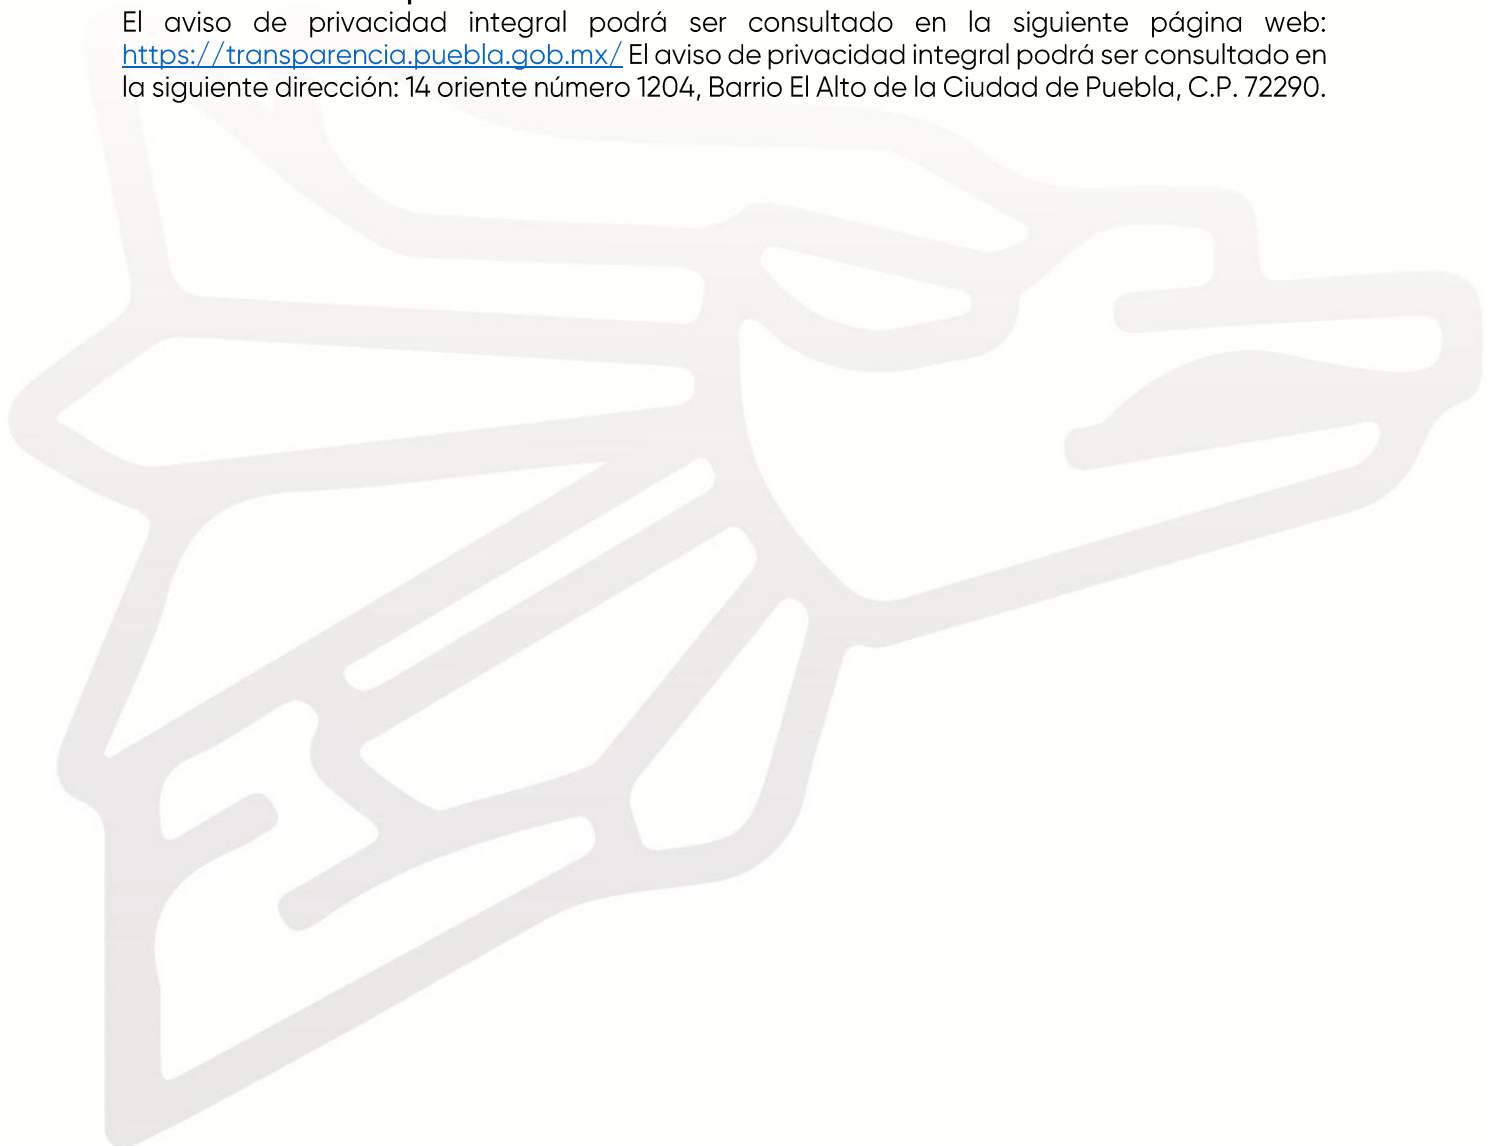 El aviso de privacidad integral podrá ser consultado en la siguiente página web:
https://transparencia.puebla.gob.mx/ El aviso de privacidad integral podrá ser consultado en
la siguiente dirección: 14 oriente número 1204, Barrio El Alto de la Ciudad de Puebla, C.P. 72290.